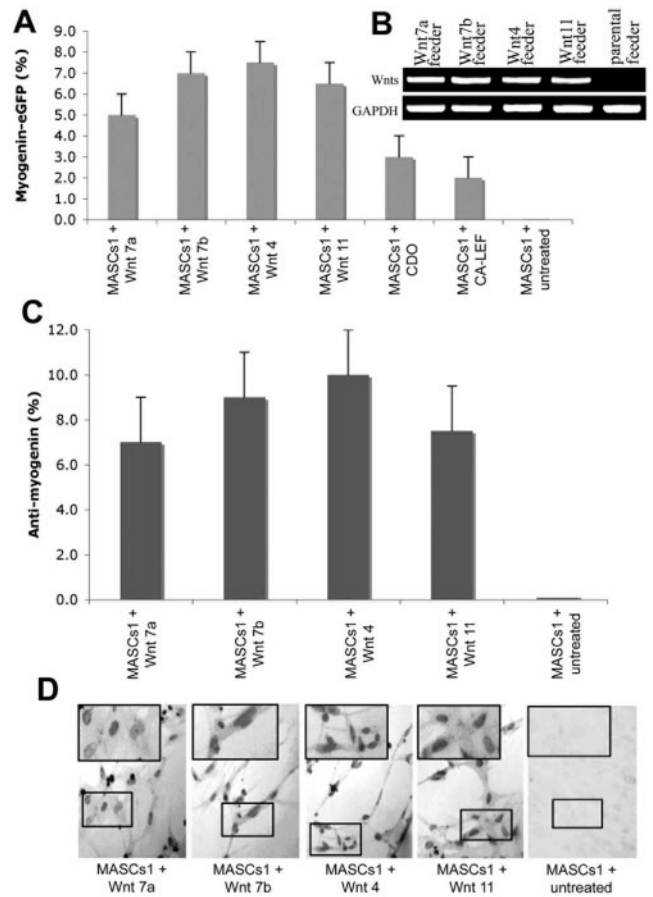 A
Myogenin-eGFP (%)
9.0
8.0
7.0
6.0
5.0
4.0
3.0
2.0
1.0
0.0
MASCs1 +
Wnt 7a
MASCs1 +
Wnt 7b
MASCs1 +
Wnt 4
MASCs1 +
Wnt 11
MASCs1 +
CDO
MASCs1 +
CA-LEF
MASCs1 +
untreated
B
Wnt7a
feeder
Wnt7b
feeder
Wnt4
feeder
Wnt11
feeder
parental
feeder
Wnts
GAPDH
C
Anti-myogenin (%)
12.0
10.0
8.0
6.0
4.0
2.0
0.0
MASCs1 +
Wnt 7a
MASCs1 +
Wnt 7b
MASCs1 +
Wnt 4
MASCs1 +
Wnt 11
MASCs1 +
untreated
D
MASCs1 +
Wnt 7a
MASCs1 +
Wnt 7b
MASCs1 +
Wnt 4
MASCs1 +
Wnt 11
MASCs1 +
untreated